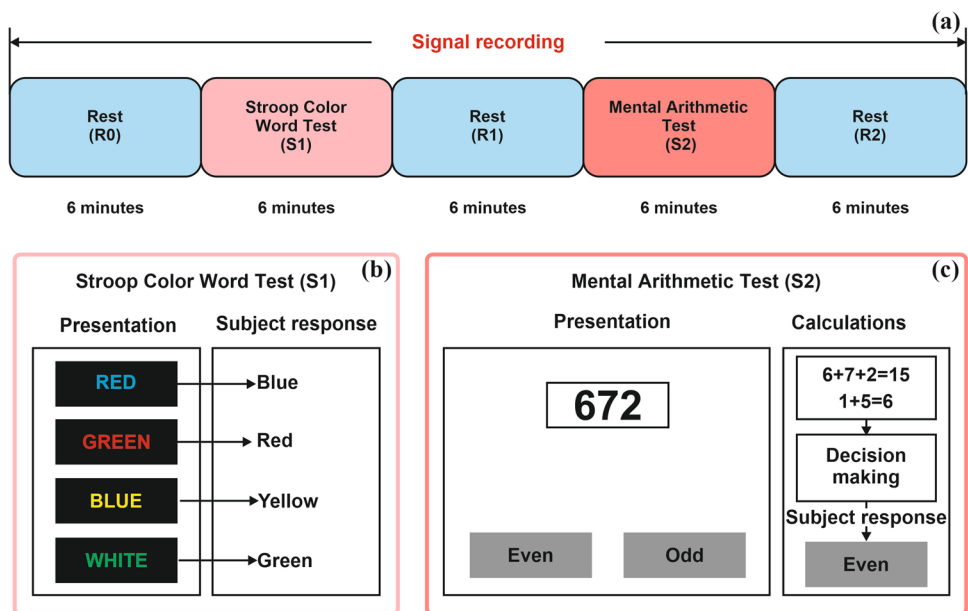 (a)
Signal recording
Rest
(R0)
Stroop Color
Word Test
(S1)
Rest
(R1)
Mental Arithmetic
Test
(S2)
Rest
(R2)
6 minutes
6 minutes
6 minutes
6 minutes
6 minutes
(b)
Stroop Color Word Test (S1)
Presentation
Subject response
RED
Blue
GREEN
Red
BLUE
Yellow
WHITE
Green
(c)
Mental Arithmetic Test (S2)
Presentation
Calculations
672
Even
Odd
6+7+2=15
1+5=6
Decision
making
Subject response
Even